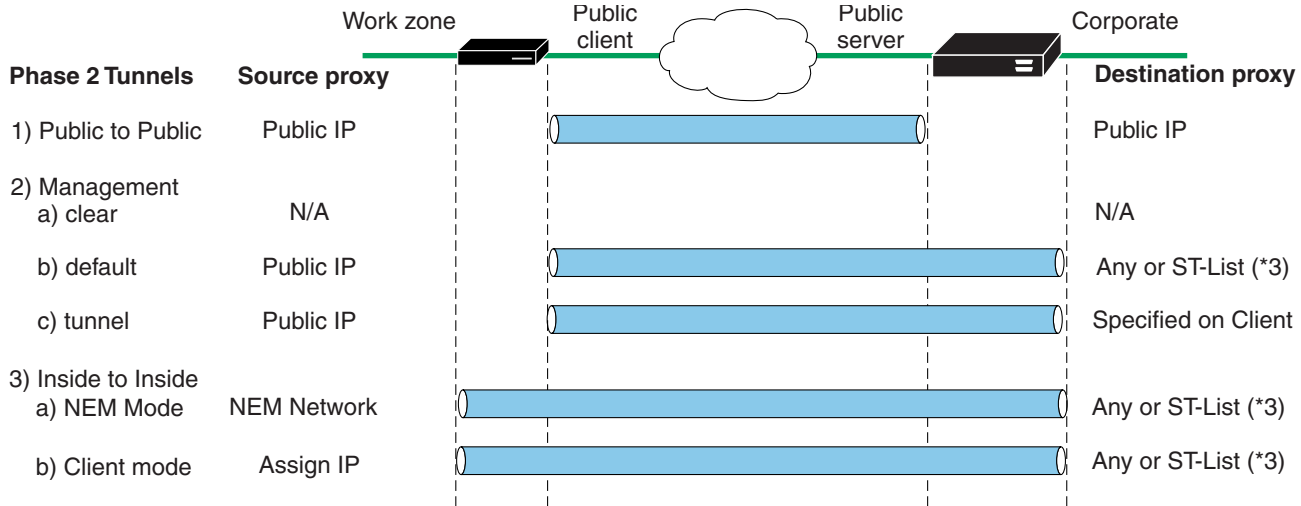 Work zone
Public client
Public server
Corporate
Phase 2 Tunnels Source proxy Destination proxy
1) Public to Public Public IP Public IP
2) Management
a) clear N/A N/A
b) default Public IP Any or ST-List (*3)
c) tunnel Public IP Specified on Client
3) Inside to Inside
a) NEM Mode NEM Network Any or ST-List (*3)
b) Client mode Assign IP Any or ST-List (*3)